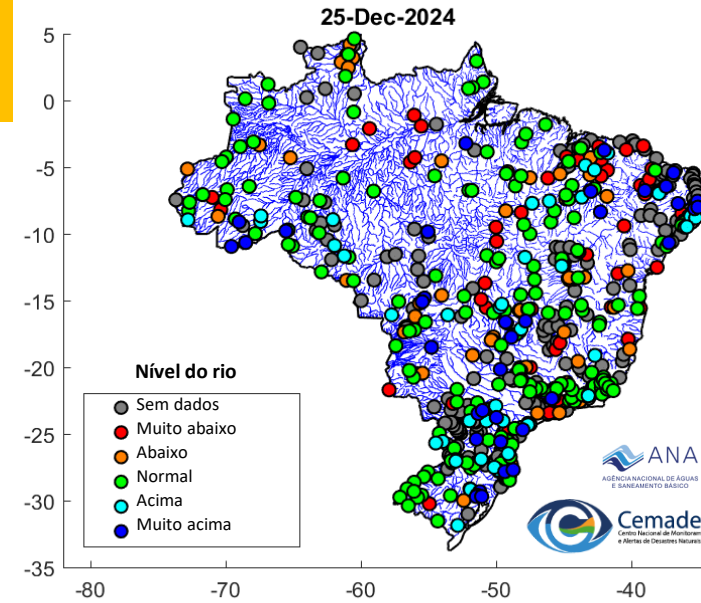 25-Dec-2024
5
0
-5
-10
-15
-20
-25
-30
-35
-80
-70
-60
-50
-40
Nível do rio
Sem dados
Muito abaixo
Abaixo
Normal
Acima
Muito acima
ANA
AGÊNCIA NACIONAL DE ÁGUAS
E SANEAMENTO BÁSICO
Cemade
Centro Nacional de Monitoram
e Alertas de Desastres Naturais